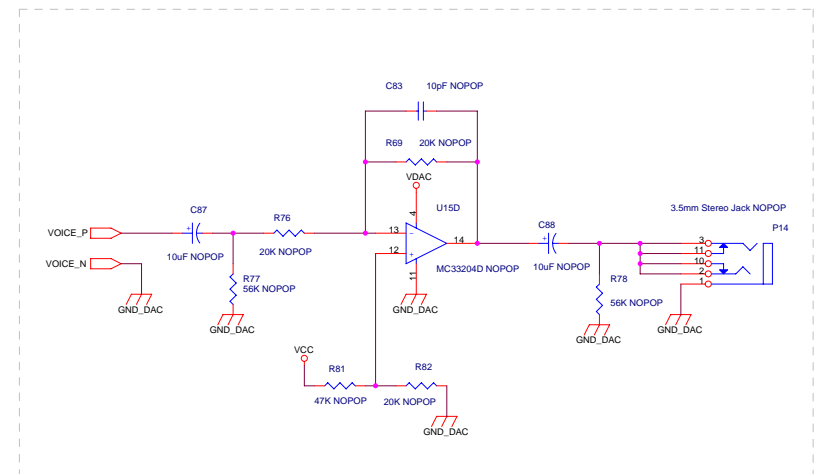 C83 10pF NOPOP
R69 20K NOPOP
VDAC
4
U15D
3.5mm Stereo Jack NOPOP
P14
C87
+
R76
C88
+
VOICE_P
13
-
14
3
11
12
+
10
10uF NOPOP
20K NOPOP
MC33204D NOPOP
10uF NOPOP
2
VOICE_N
11
1
R77
56K NOPOP
R78
56K NOPOP
GND_DAC
GND_DAC
GND_DAC
GND_DAC
GND_DAC
VCC
R81
R82
47K NOPOP
20K NOPOP
GND_DAC